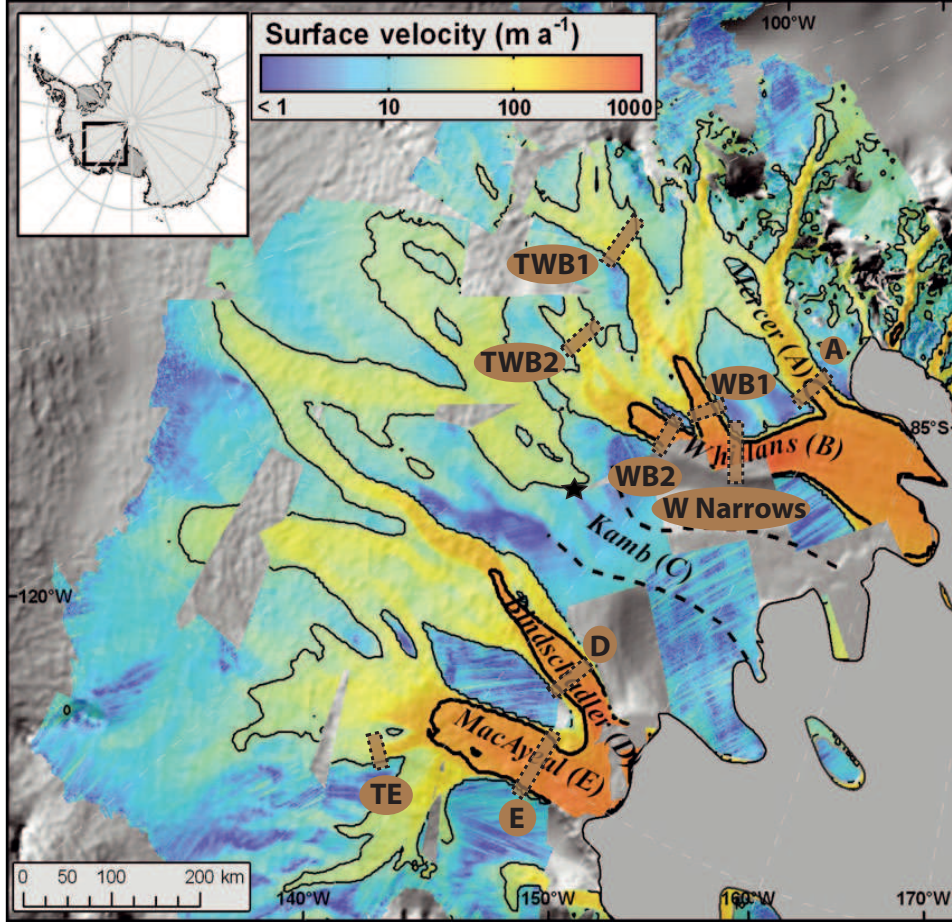 100°W
Surface velocity (m a⁻¹)
< 1 10 100 1000
TWB1
Mercer (A)
TWB2
A
WB1
85°S
Whillans (B)
WB2
W Narrows
Kamb (C)
120°W
Bindschadler (D)
D
MacAyeal (E)
TE
E
0 50 100 200 km
140°W 150°W 160°W 170°W